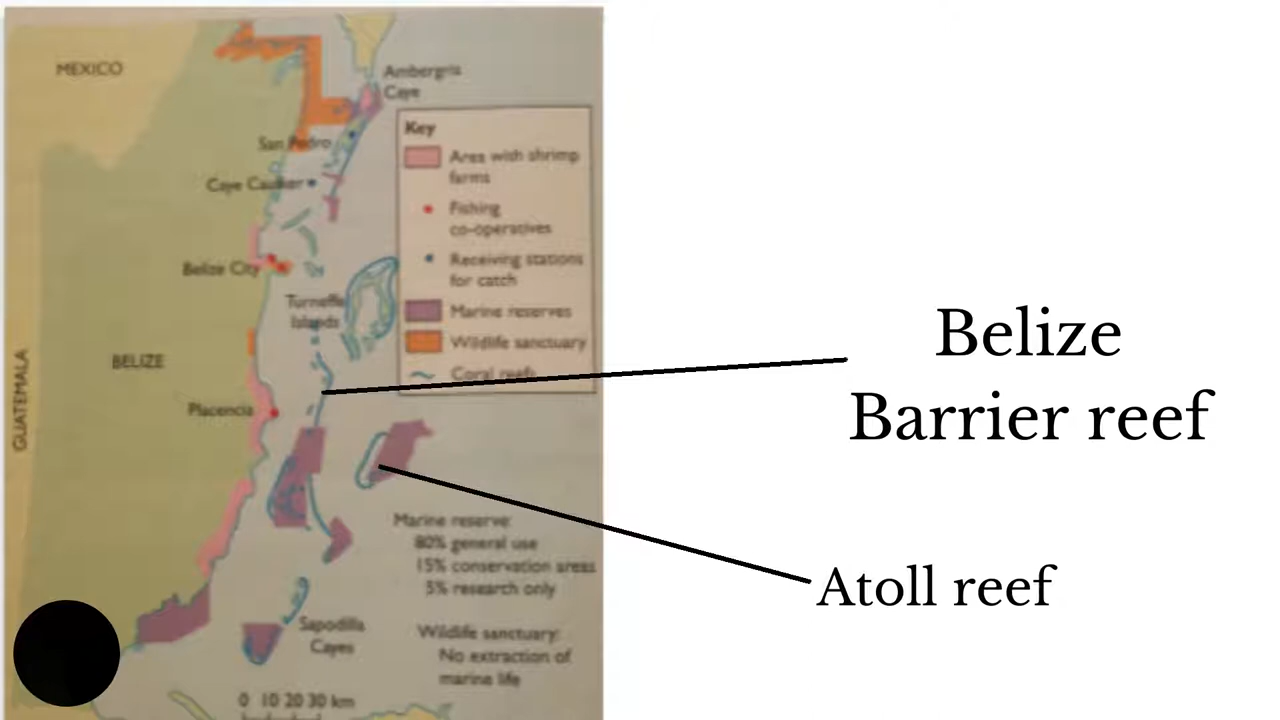 MEXICO
Ambergris
Caye
Key
San Pedro
Area with shrimp
farms
Caye Caulker
Fishing
co-operatives
Belize City
Receiving stations
for catch
Turneffe
Islands
Marine reserves
Wildlife sanctuary
BELIZE
Coral reefs
GUATEMALA
Placencia
Belize
Barrier reef
Marine reserve:
80% general use
15% conservation areas
5% research only
Atoll reef
Sapodilla
Cayes
Wildlife sanctuary:
No extraction of
marine life
0 10 20 30 km